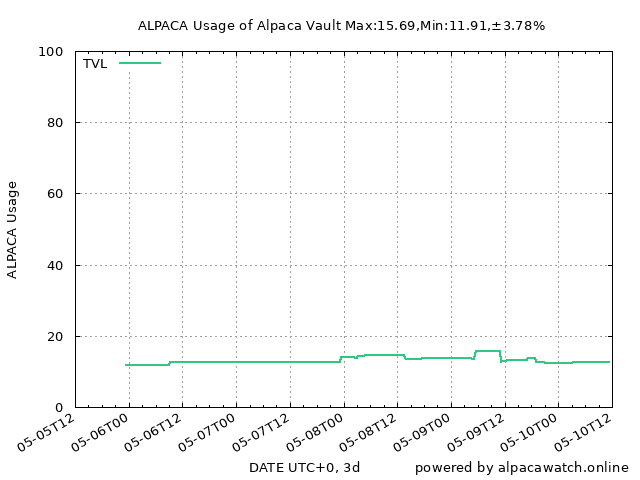 ALPACA Usage of Alpaca Vault Max:15.69,Min:11.91,±3.78%
100
TVL
80
60
ALPACA Usage
40
20
0
05-05T12 05-06T00 05-06T12 05-07T00 05-07T12 05-08T00 05-08T12 05-09T00 05-09T12 05-10T00 05-10T12
DATE UTC+0, 3d
powered by alpacawatch.online